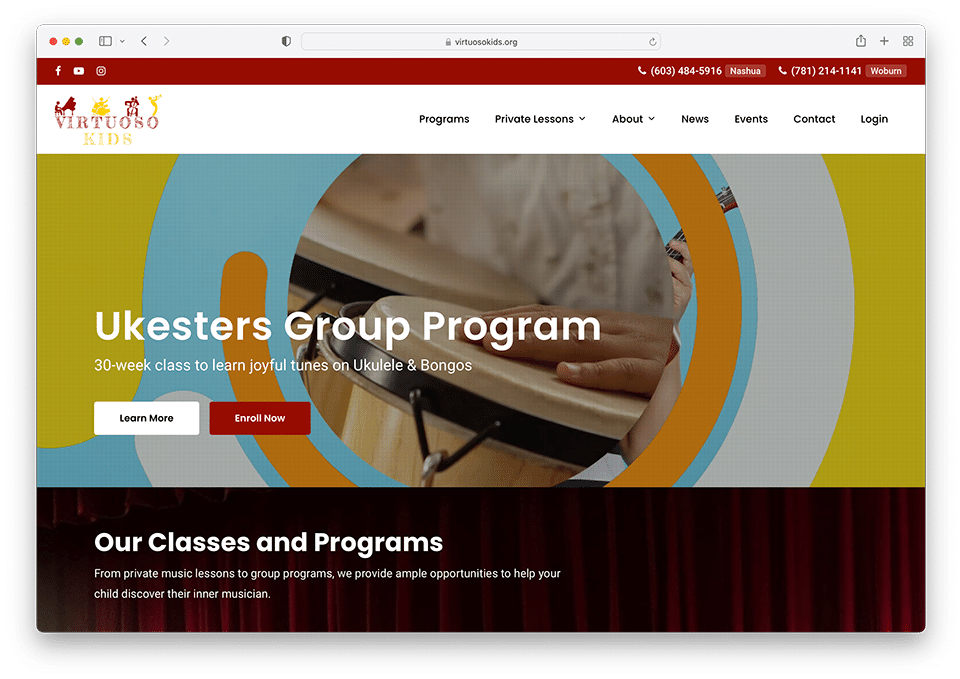 virtuosokids.org
(603) 484-5916 Nashua (781) 214-1141 Woburn
VIRTUOSO
KIDS
Programs Private Lessons About News Events Contact Login
Ukesters Group Program
30-week class to learn joyful tunes on Ukulele & Bongos
Learn More Enroll Now
Our Classes and Programs
From private music lessons to group programs, we provide ample opportunities to help your
child discover their inner musician.